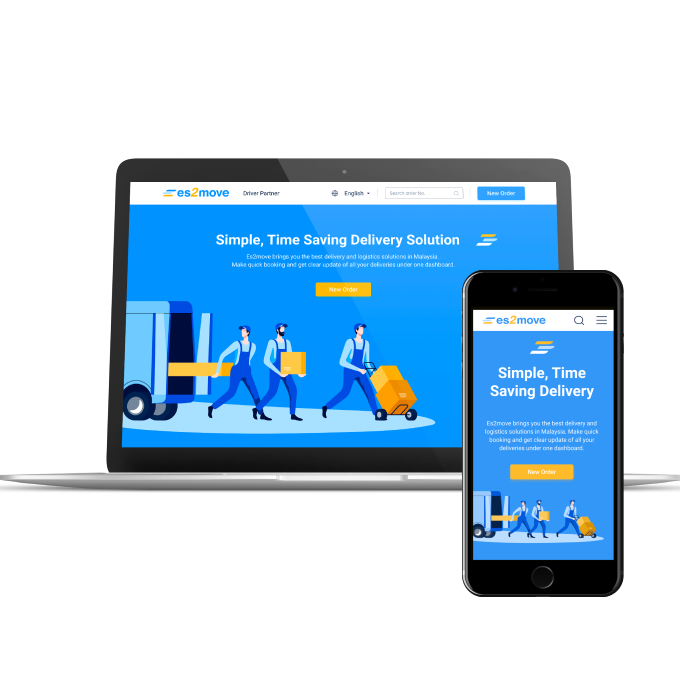 es2move
Driver Partner
English
Search order No.
New Order
Simple, Time Saving Delivery Solution
Es2move brings you the best delivery and logistics solutions in Malaysia.
Make quick booking and get clear update of all your deliveries under one dashboard.
New Order
es2move
Simple, Time
Saving Delivery
Es2move brings you the best delivery and
logistics solutions in Malaysia. Make quick
booking and get clear update of all your
deliveries under one dashboard.
New Order